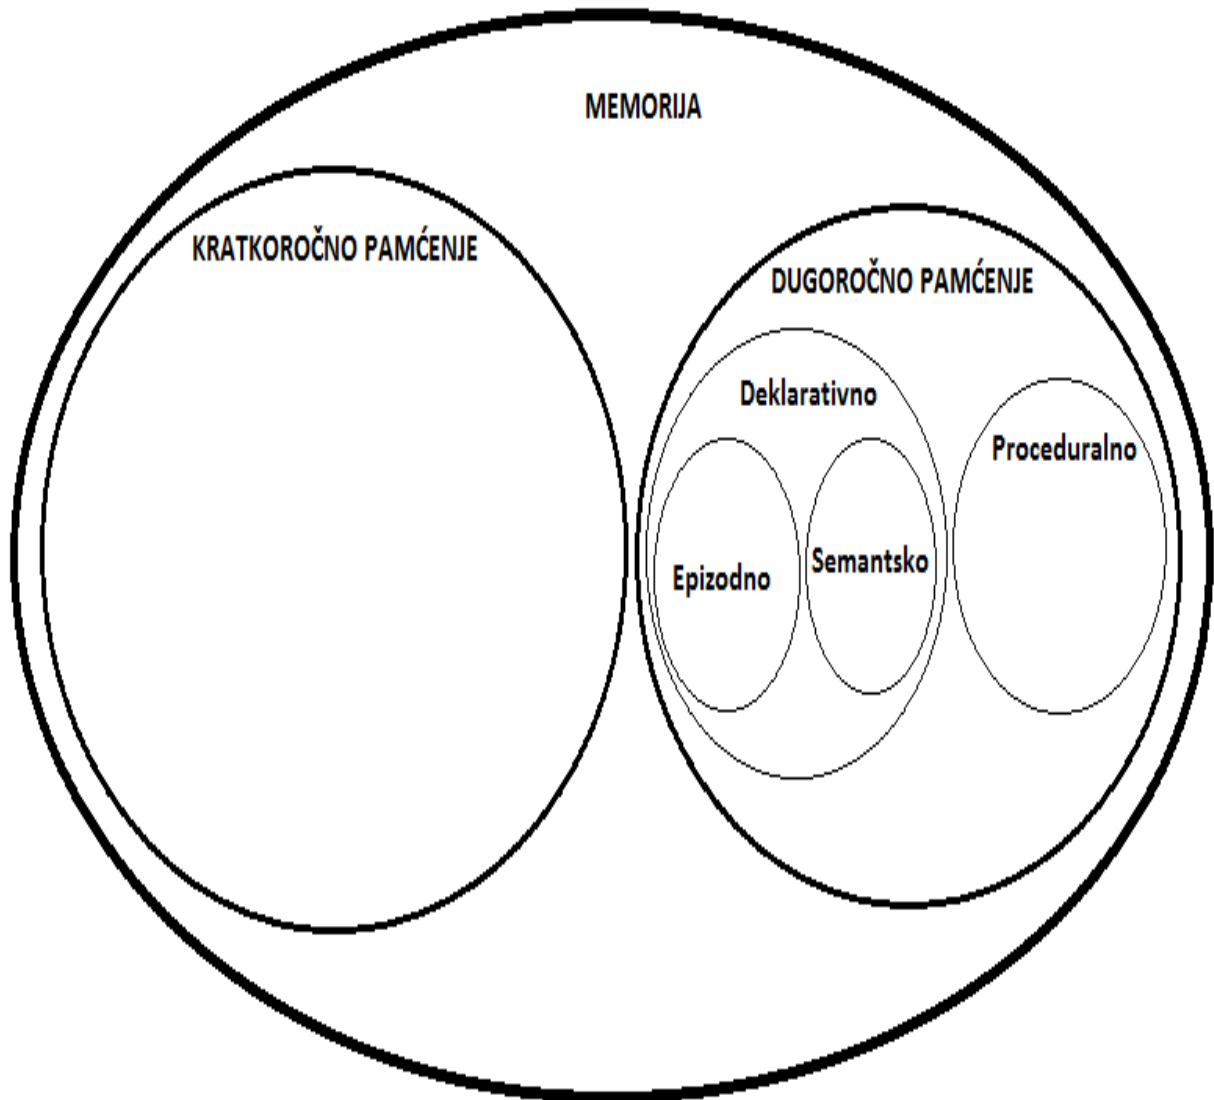 MEMORIJA
KRATKOROČNO PAMĆENJE
DUGOROČNO PAMĆENJE
Deklarativno
Proceduralno
Epizodno
Semantsko